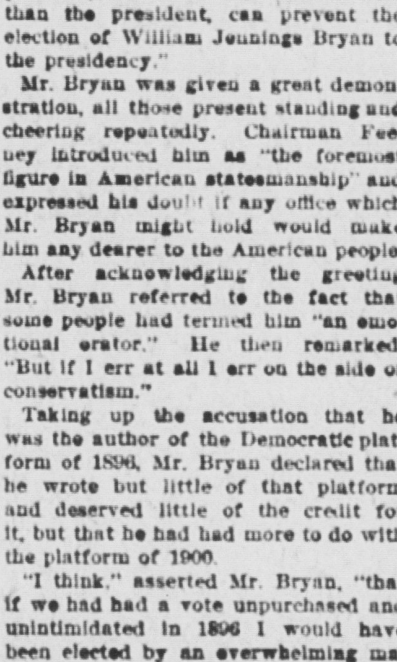 than the president, can prevent the
election of William Jennings Bryan to
the presidency."
Mr. Bryan was given a great demon
stration, all those present standing and
cheering repeatedly. Chairman Fee
ney introduced him as "the foremost
figure in American statesmanship" and
expressed his doubt if any office which
Mr. Bryan might hold would make
him any dearer to the American people
After acknowledging the greeting
Mr. Bryan referred to the fact tha
some people had termed him "an emo
tional orator." He then remarked
"But if I err at all I err on the side o
conservatism."
Taking up the accusation that he
was the author of the Democratic plat
form of 1896, Mr. Bryan declared tha
he wrote but little of that platform
and deserved little of the credit fo
it, but that he had had more to do with
the platform of 1900.
"I think," asserted Mr. Bryan, "tha
if we had had a vote unpurchased and
unintimidated in 1896 I would have
been elected by an overwhelming ma